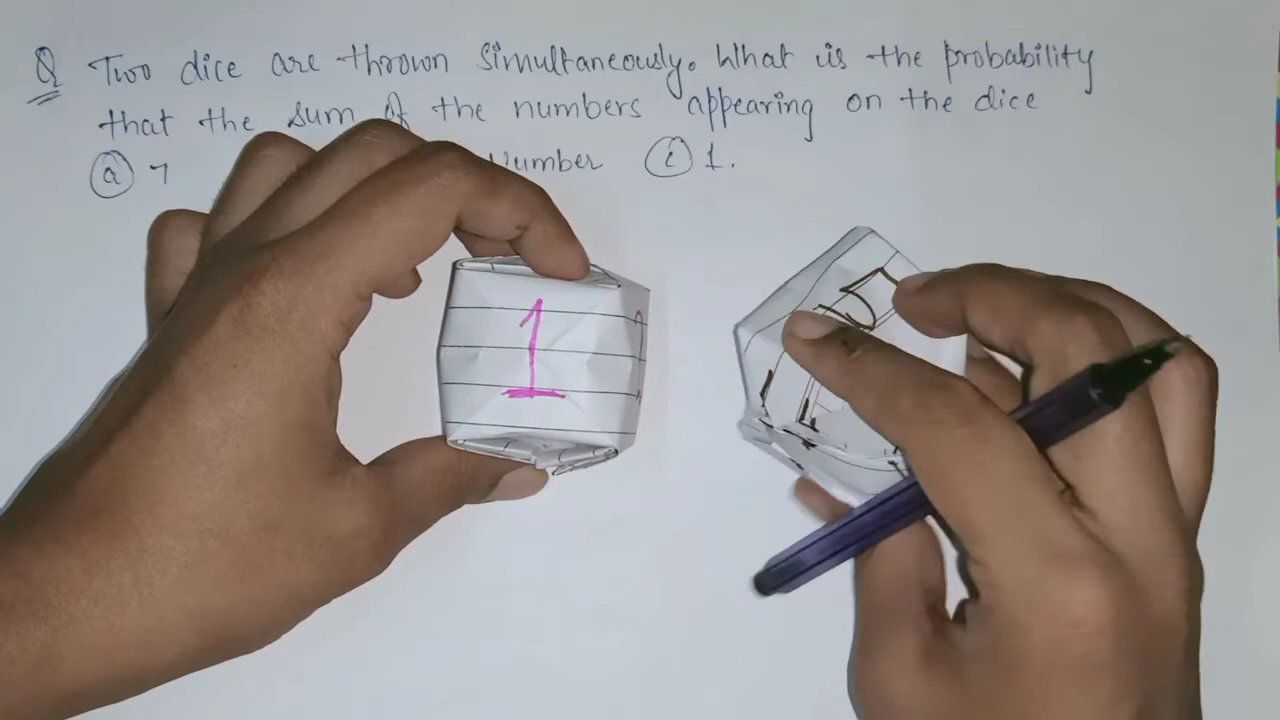 Q Two dice are thrown simultaneously. What is the probability
that the sum of the numbers appearing on the dice
(a) 7 Number (i) 1.
1